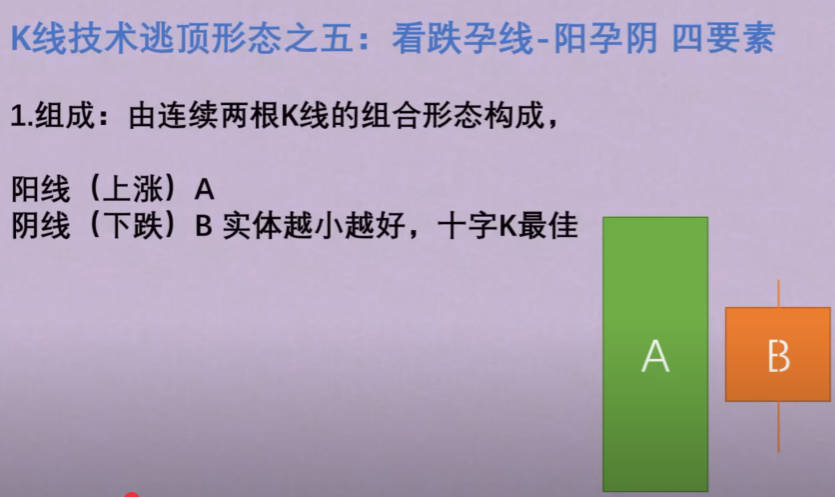 K线技术逃顶形态之五：看跌孕线-阳孕阴 四要素
1.组成：由连续两根K线的组合形态构成，
阳线（上涨）A
阴线（下跌）B 实体越小越好，十字K最佳
A
B